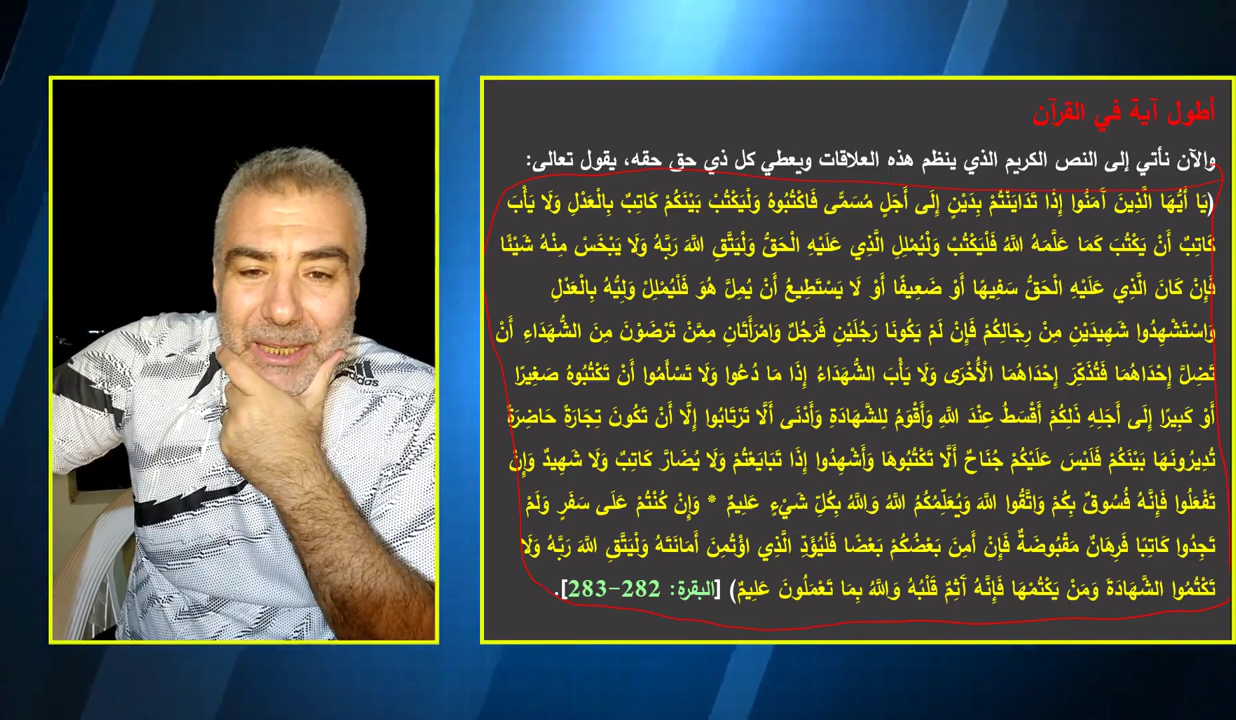 أطول آية في القرآن
والآن نأتي إلى النص الكريم الذي ينظم هذه العلاقات ويعطي كل ذي حق حقه، يقول تعالى:
(يَا أَيُّهَا الَّذِينَ آَمَنُوا إِذَا تَدَايَنْتُمْ بِدَيْنٍ إِلَى أَجَلٍ مُسَمًّى فَاكْتُبُوهُ وَلْيَكْتُبْ بَيْنَكُمْ كَاتِبٌ بِالْعَدْلِ وَلَا يَأْبَ
كَاتِبٌ أَنْ يَكْتُبَ كَمَا عَلَّمَهُ اللَّهُ فَلْيَكْتُبْ وَلْيُمْلِلِ الَّذِي عَلَيْهِ الْحَقُّ وَلْيَتَّقِ اللَّهَ رَبَّهُ وَلَا يَبْخَسْ مِنْهُ شَيْئًا
فَإِنْ كَانَ الَّذِي عَلَيْهِ الْحَقُّ سَفِيهًا أَوْ ضَعِيفًا أَوْ لَا يَسْتَطِيعُ أَنْ يُمِلَّ هُوَ فَلْيُمْلِلْ وَلِيُّهُ بِالْعَدْلِ
وَاسْتَشْهِدُوا شَهِيدَيْنِ مِنْ رِجَالِكُمْ فَإِنْ لَمْ يَكُونَا رَجُلَيْنِ فَرَجُلٌ وَامْرَأَتَانِ مِمَّنْ تَرْضَوْنَ مِنَ الشُّهَدَاءِ أَنْ
تَضِلَّ إِحْدَاهُمَا فَتُذَكِّرَ إِحْدَاهُمَا الْأُخْرَى وَلَا يَأْبَ الشُّهَدَاءُ إِذَا مَا دُعُوا وَلَا تَسْأَمُوا أَنْ تَكْتُبُوهُ صَغِيرًا
أَوْ كَبِيرًا إِلَى أَجَلِهِ ذَلِكُمْ أَقْسَطُ عِنْدَ اللَّهِ وَأَقْوَمُ لِلشَّهَادَةِ وَأَدْنَى أَلَّا تَرْتَابُوا إِلَّا أَنْ تَكُونَ تِجَارَةً حَاضِرَةً
تُدِيرُونَهَا بَيْنَكُمْ فَلَيْسَ عَلَيْكُمْ جُنَاحٌ أَلَّا تَكْتُبُوهَا وَأَشْهِدُوا إِذَا تَبَايَعْتُمْ وَلَا يُضَارَّ كَاتِبٌ وَلَا شَهِيدٌ وَإِنْ
تَفْعَلُوا فَإِنَّهُ فُسُوقٌ بِكُمْ وَاتَّقُوا اللَّهَ وَيُعَلِّمُكُمُ اللَّهُ وَاللَّهُ بِكُلِّ شَيْءٍ عَلِيمٌ * وَإِنْ كُنْتُمْ عَلَى سَفَرٍ وَلَمْ
تَجِدُوا كَاتِبًا فَرِهَانٌ مَقْبُوضَةٌ فَإِنْ أَمِنَ بَعْضُكُمْ بَعْضًا فَلْيُؤَدِّ الَّذِي اؤْتُمِنَ أَمَانَتَهُ وَلْيَتَّقِ اللَّهَ رَبَّهُ وَلَا
تَكْتُمُوا الشَّهَادَةَ وَمَنْ يَكْتُمْهَا فَإِنَّهُ آَثِمٌ قَلْبُهُ وَاللَّهُ بِمَا تَعْمَلُونَ عَلِيمٌ) [البقرة: 282-283].
adidas